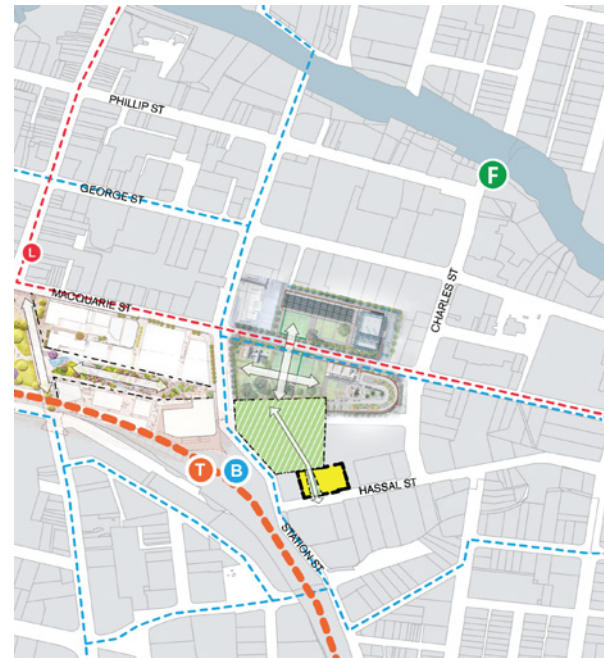 PHILLIP ST
F
GEORGE ST
L
MACQUARIE ST
CHARLES ST
T
B
HASSAL ST
STATION ST